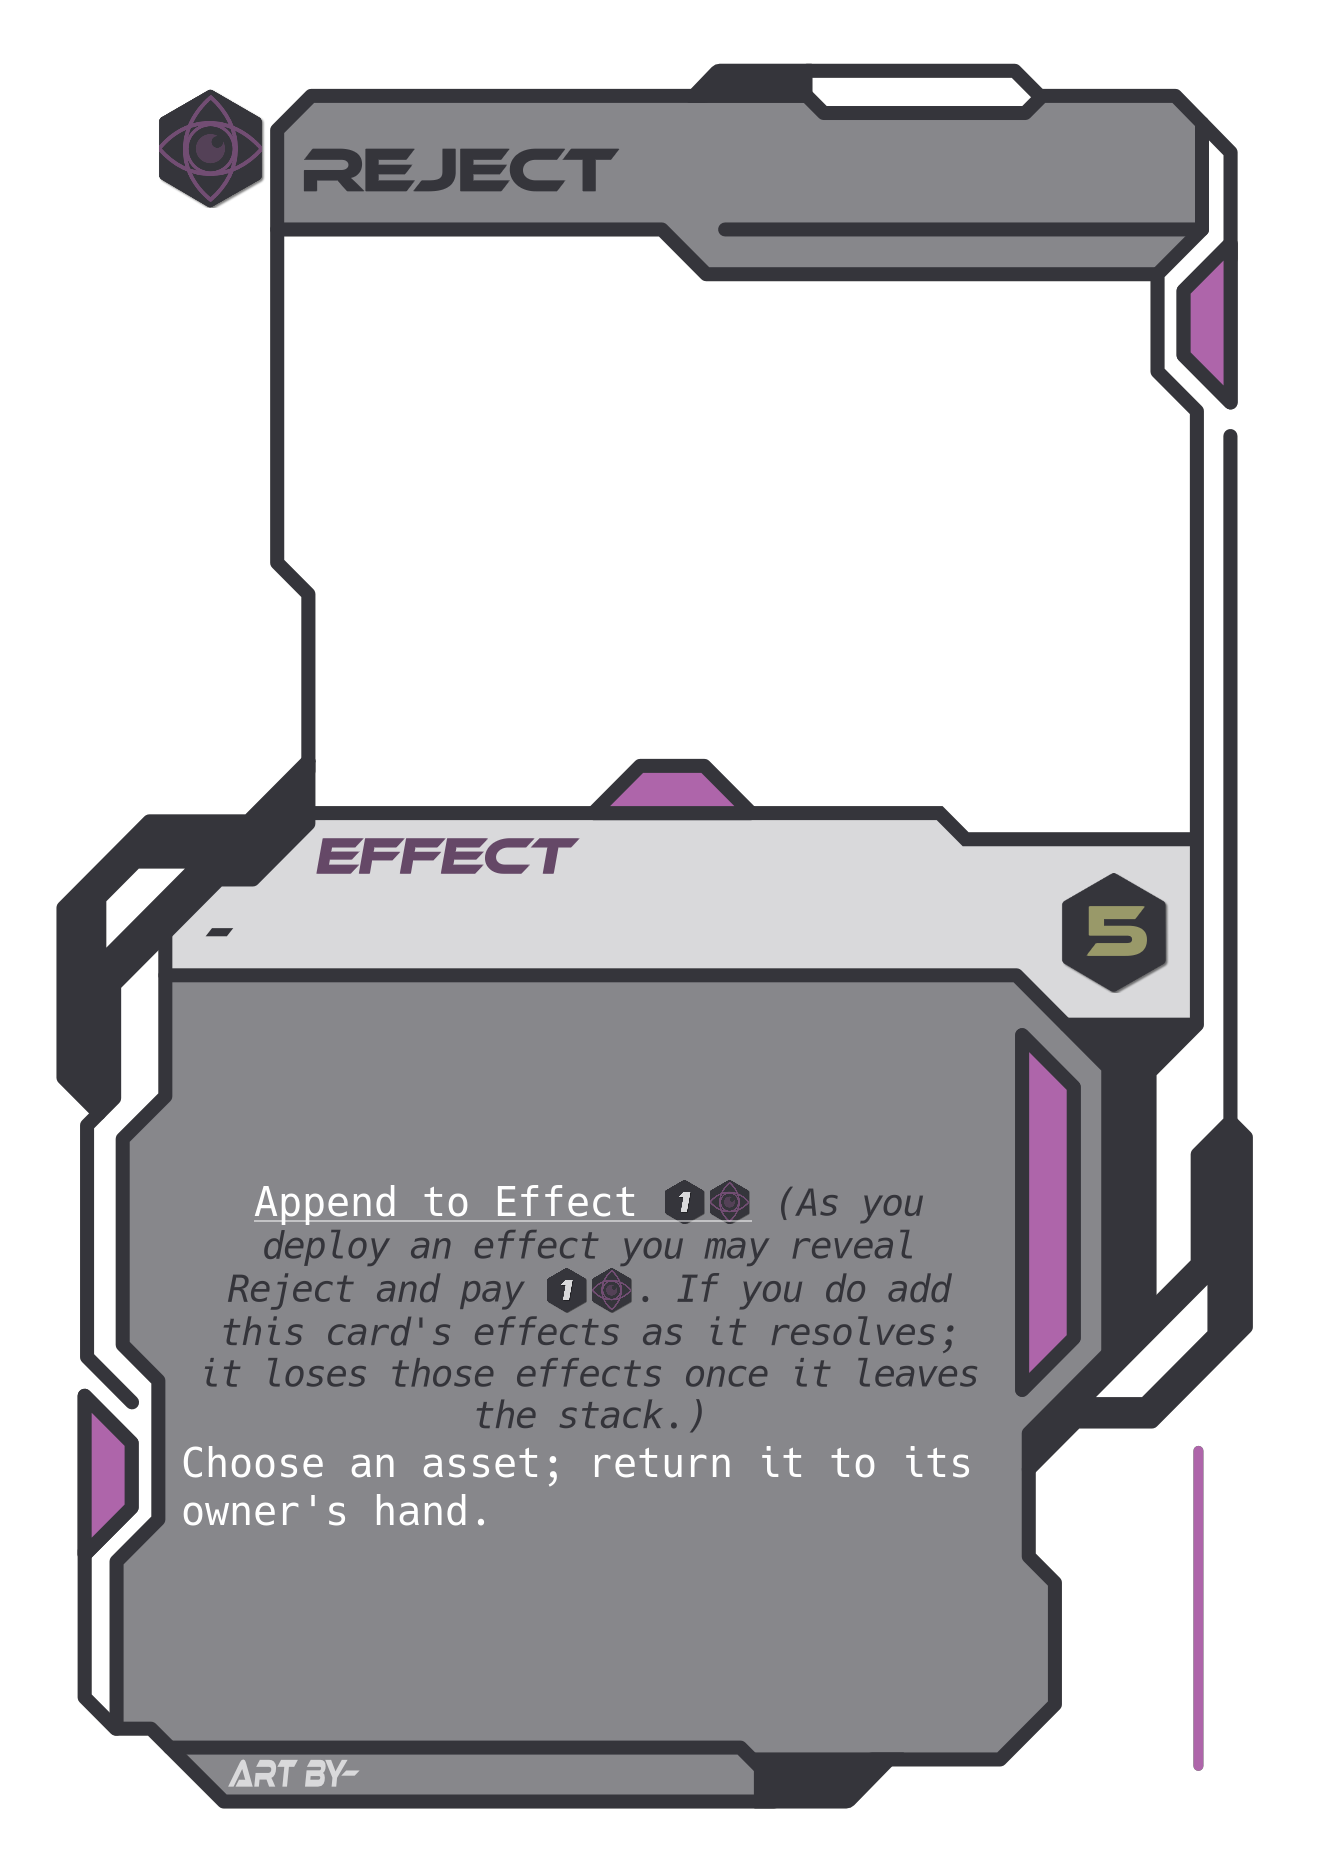 REJECT
EFFECT
-
5
Append to Effect 1 (As you
deploy an effect you may reveal
Reject and pay 1 . If you do add
this card's effects as it resolves;
it loses those effects once it leaves
the stack.)
Choose an asset; return it to its
owner's hand.
ART BY-